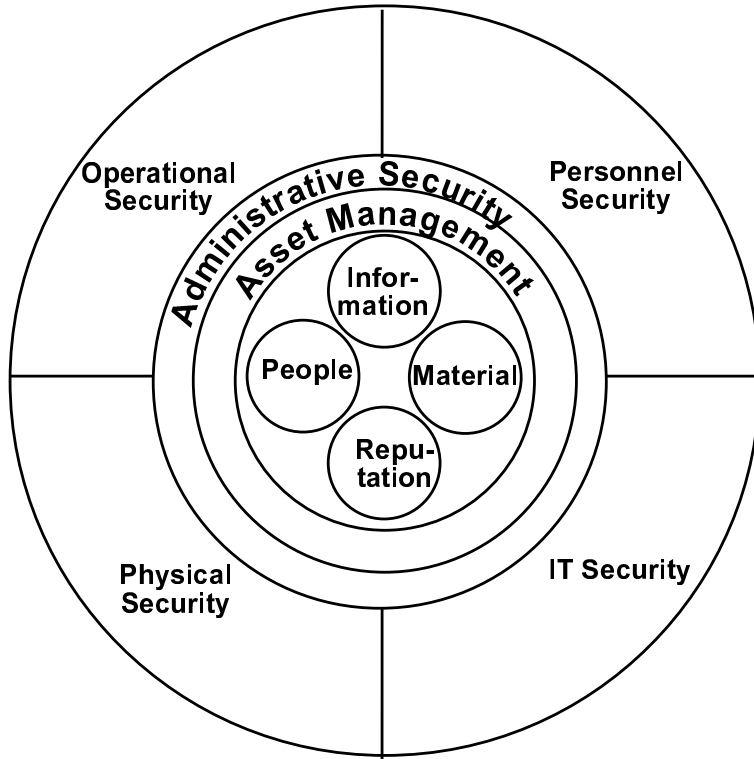 Operational
Security
Personnel
Security
Administrative Security
Asset Management
Infor-
mation
People
Material
Repu-
tation
Physical
Security
IT Security